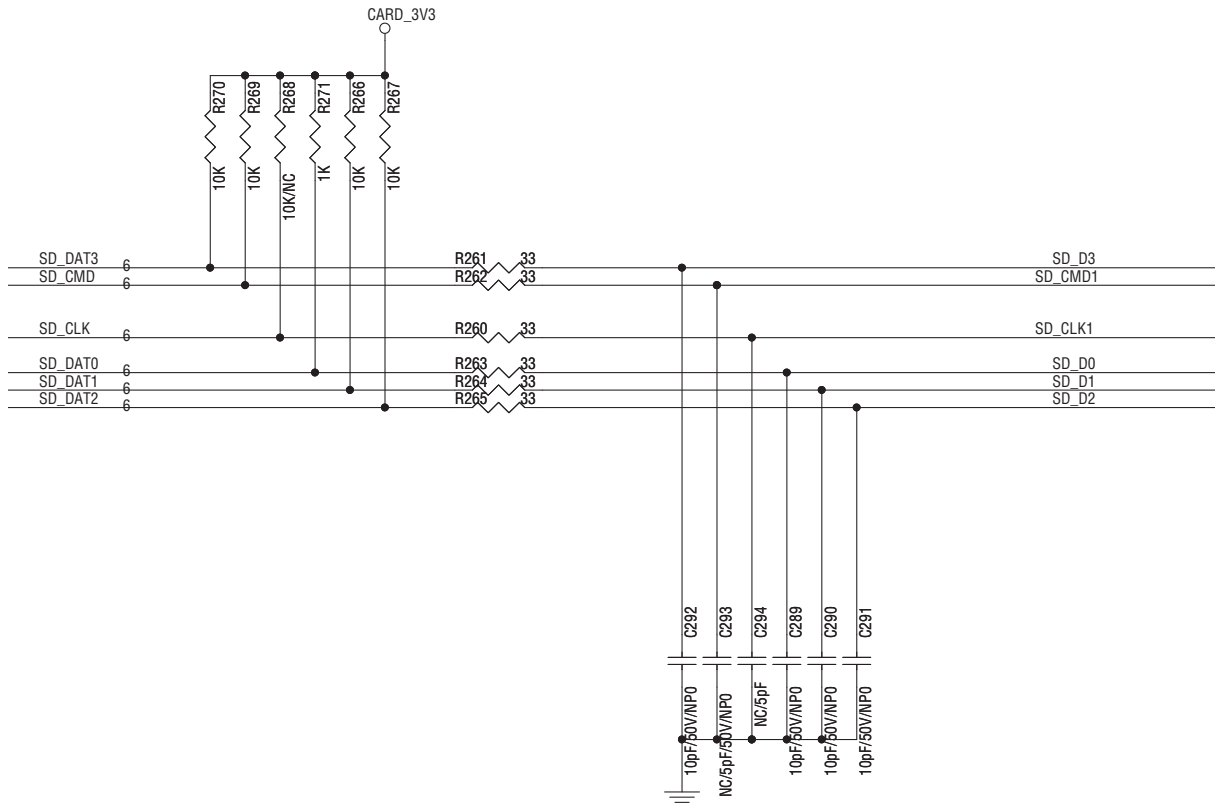 CARD_3V3
R270
R269
R268
R271
R266
R267
10K
10K
10K/NC
1K
10K
10K
SD_DAT3 6 R261 33 SD_D3
SD_CMD 6 R262 33 SD_CMD1
SD_CLK 6 R260 33 SD_CLK1
SD_DAT0 6 R263 33 SD_D0
SD_DAT1 6 R264 33 SD_D1
SD_DAT2 6 R265 33 SD_D2
C292
C293
C294
C289
C290
C291
10pF/50V/NP0
NC/5pF/50V/NP0
NC/5pF
10pF/50V/NP0
10pF/50V/NP0
10pF/50V/NP0